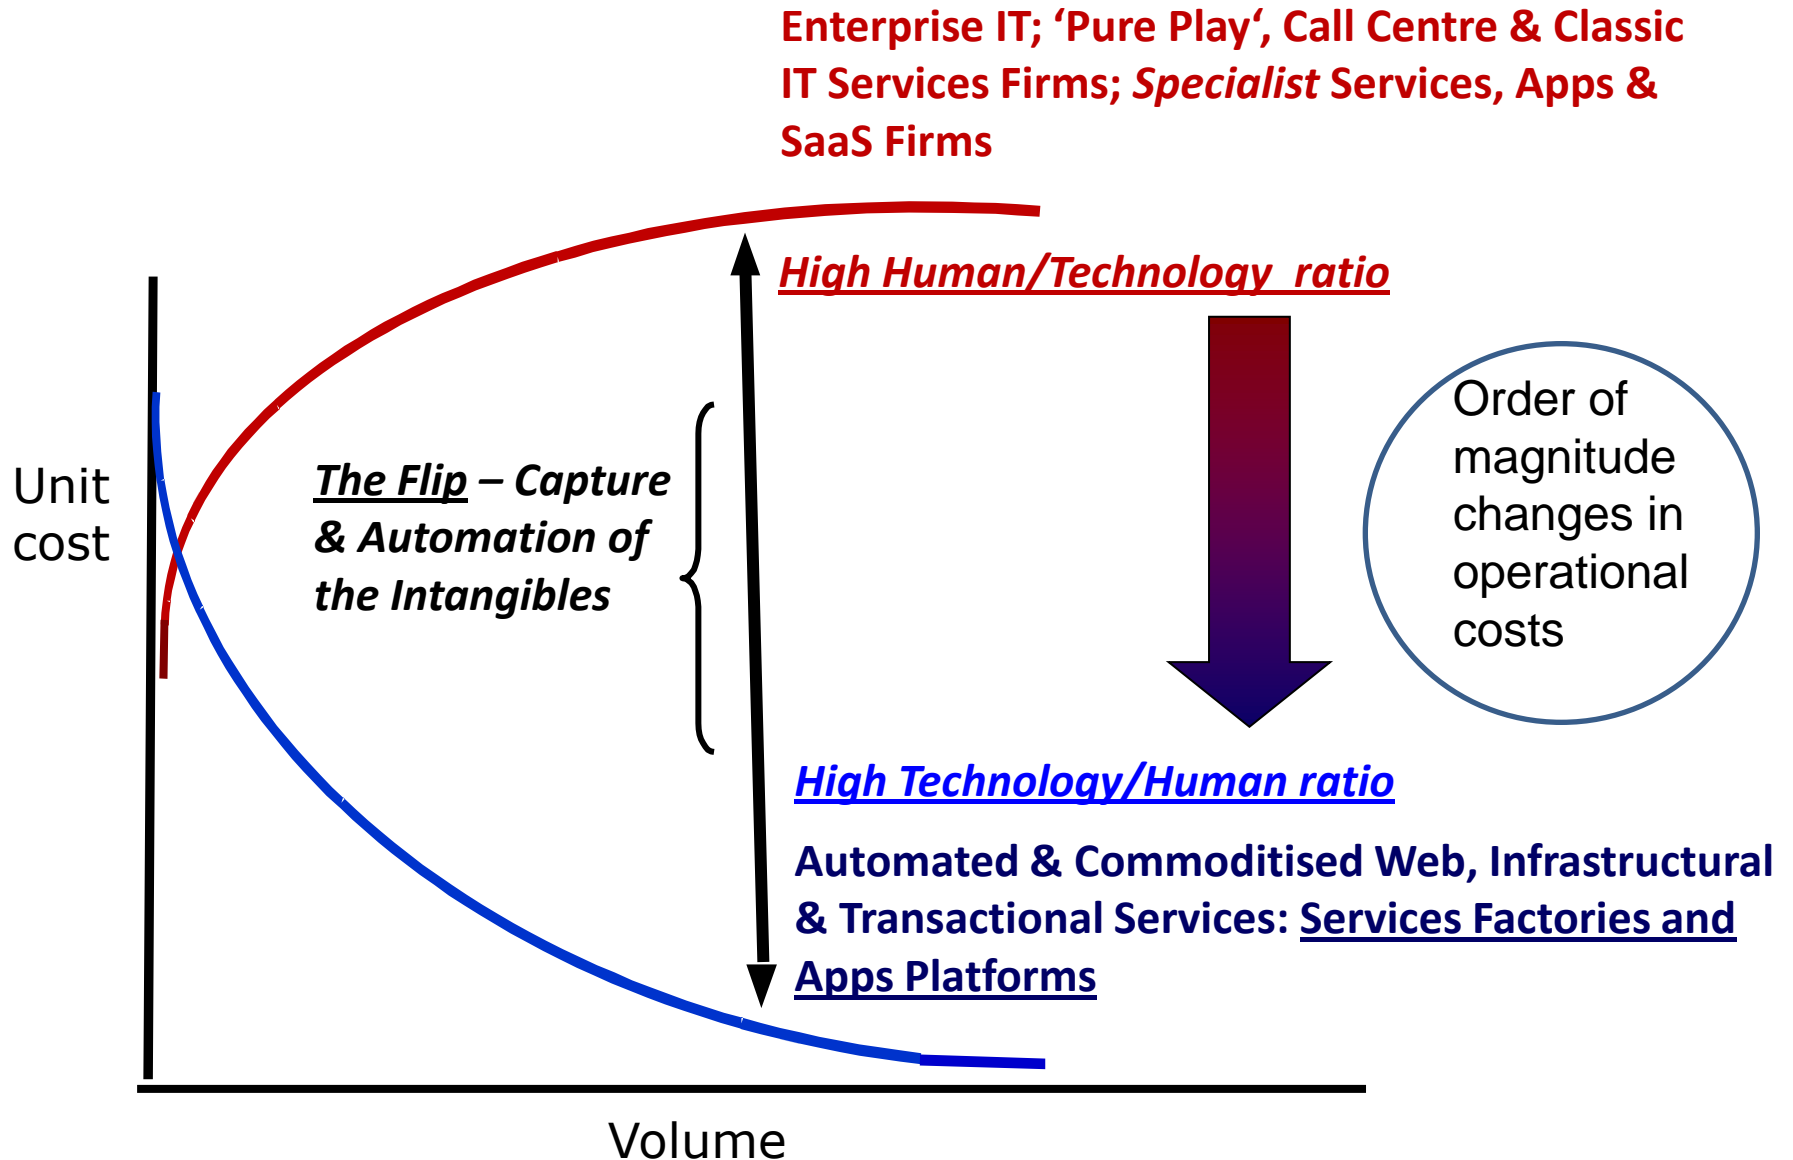 Enterprise IT; ‘Pure Play‘, Call Centre & Classic
IT Services Firms; Specialist Services, Apps &
SaaS Firms
High Human/Technology ratio
Order of
magnitude
changes in
operational
costs
Unit
cost
The Flip – Capture
& Automation of
the Intangibles
High Technology/Human ratio
Automated & Commoditised Web, Infrastructural
& Transactional Services: Services Factories and
Apps Platforms
Volume